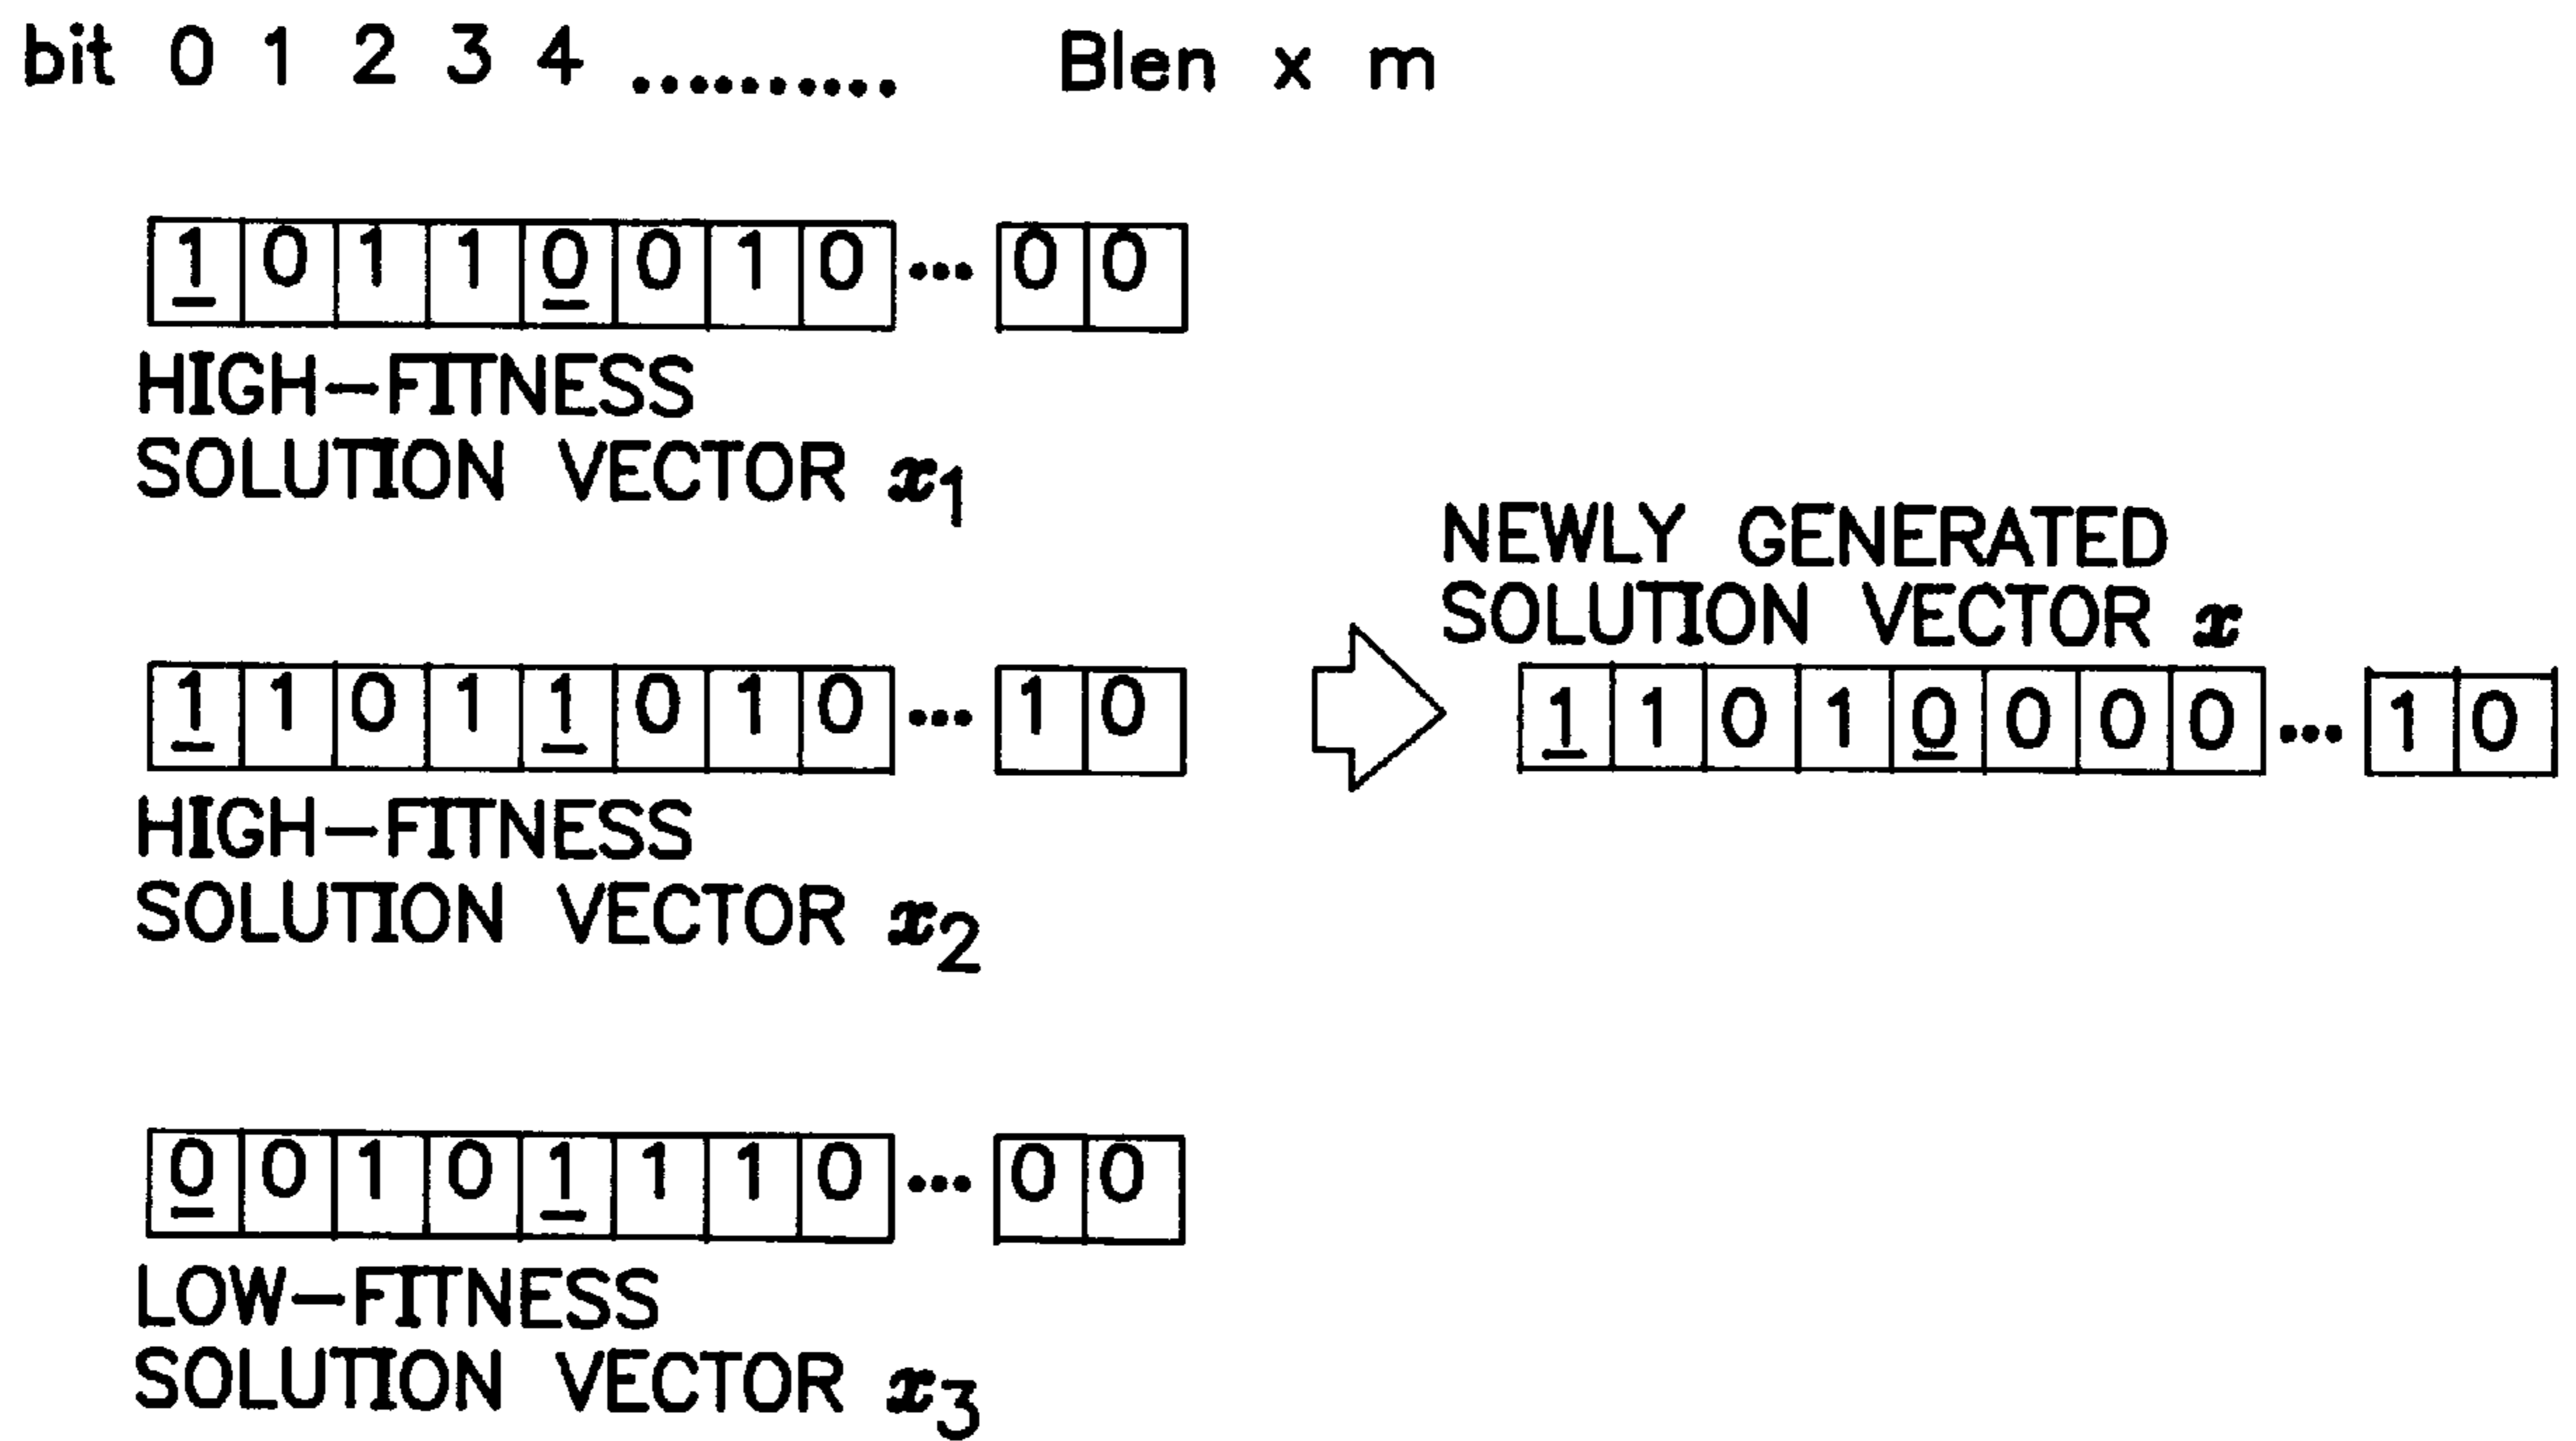 bit 0 1 2 3 4 .......... Blen x m
1 0 1 1 0 0 1 0 ... 0 0
HIGH-FITNESS
SOLUTION VECTOR x1
1 1 0 1 1 0 1 0 ... 1 0
HIGH-FITNESS
SOLUTION VECTOR x2
0 0 1 0 1 1 1 0 ... 0 0
LOW-FITNESS
SOLUTION VECTOR x3
NEWLY GENERATED
SOLUTION VECTOR x
1 1 0 1 0 0 0 0 ... 1 0